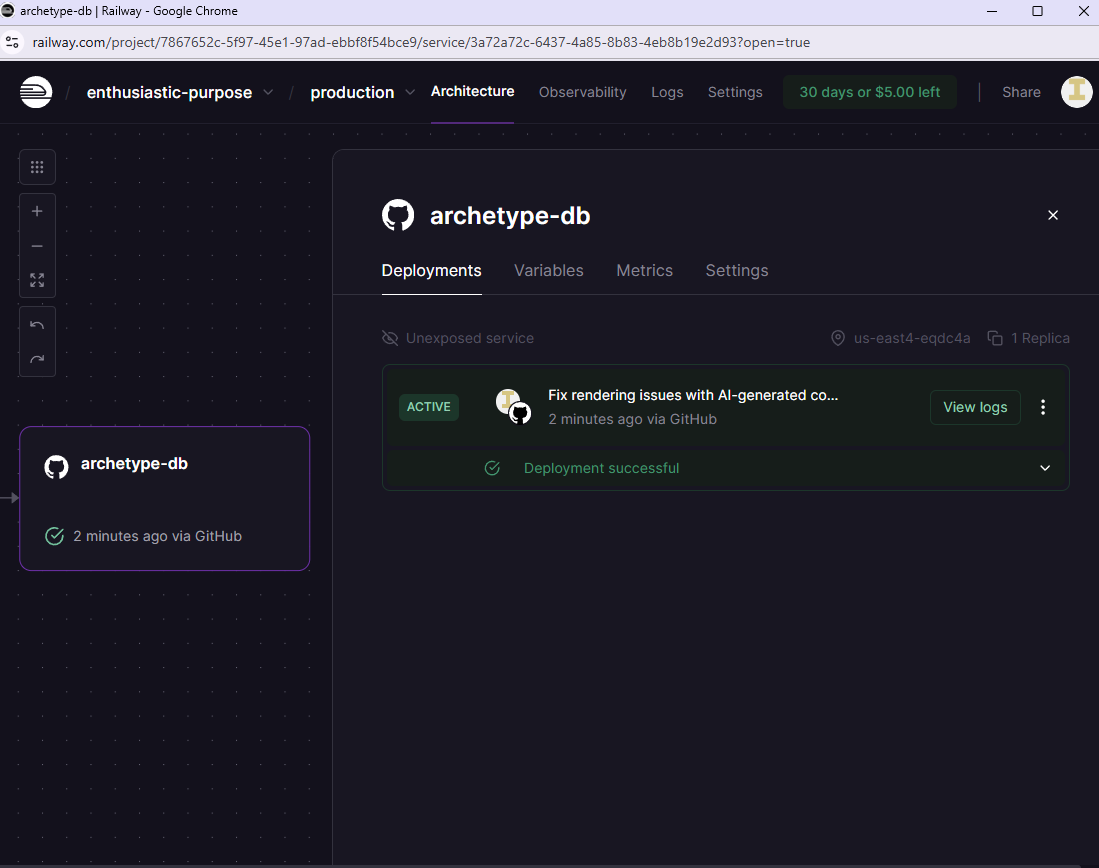 archetype-db | Railway - Google Chrome
railway.com/project/7867652c-5f97-45e1-97ad-ebbf8f54bce9/service/3a72a72c-6437-4a85-8b83-4eb8b19e2d93?open=true
/ enthusiastic-purpose / production Architecture Observability Logs Settings 30 days or $5.00 left | Share
archetype-db
Deployments Variables Metrics Settings
Unexposed service us-east4-eqdc4a 1 Replica
ACTIVE Fix rendering issues with AI-generated co... View logs
2 minutes ago via GitHub
Deployment successful
archetype-db
2 minutes ago via GitHub